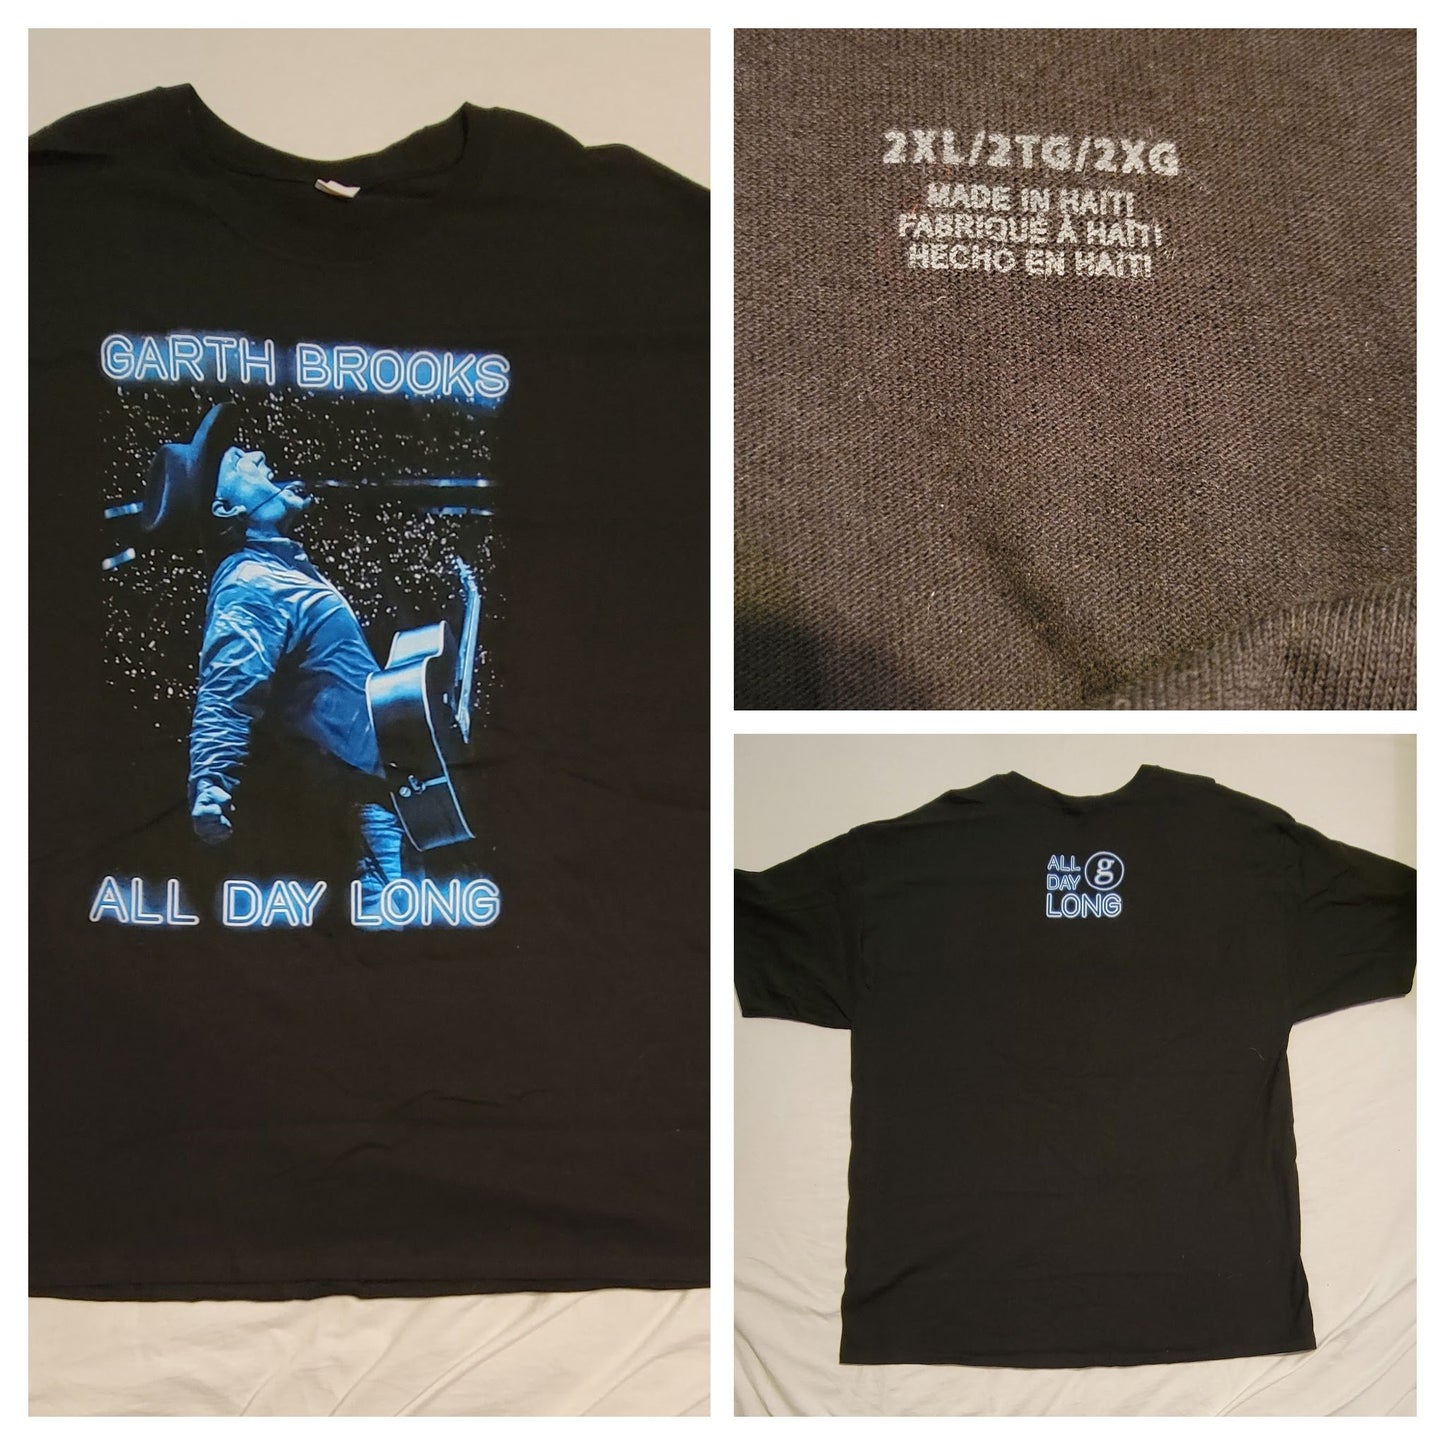 GARTH BROOKS
ALL DAY LONG
2XL/2TG/2XG
MADE IN HAITI
FABRIQUÉ À HAITI
HECHO EN HAITI
ALL g
DAY
LONG